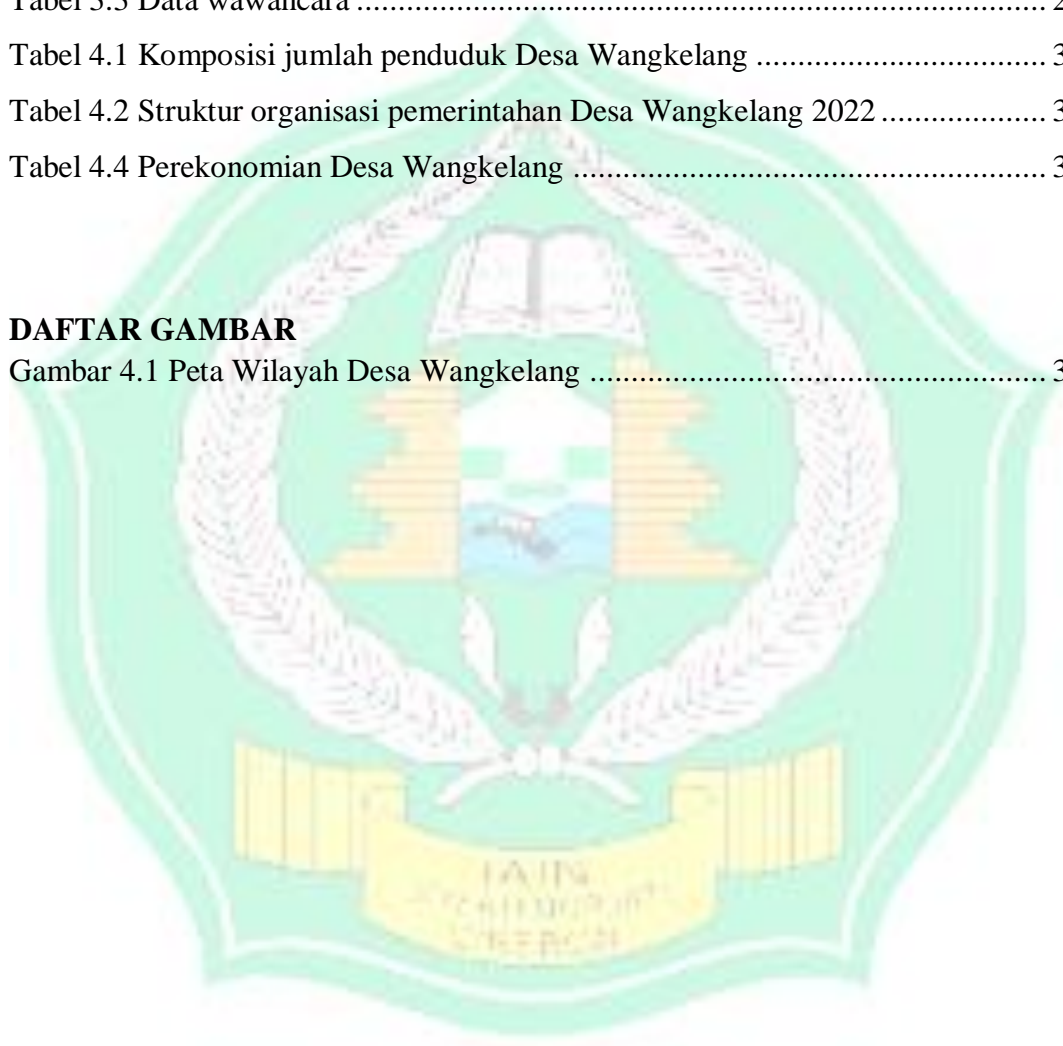 Tabel 3.3 Data wawancara ........................................................................................ 2
Tabel 4.1 Komposisi jumlah penduduk Desa Wangkelang ..................................... 3
Tabel 4.2 Struktur organisasi pemerintahan Desa Wangkelang 2022 ..................... 3
Tabel 4.4 Perekonomian Desa Wangkelang ............................................................ 3
DAFTAR GAMBAR
Gambar 4.1 Peta Wilayah Desa Wangkelang .......................................................... 3
IAIN